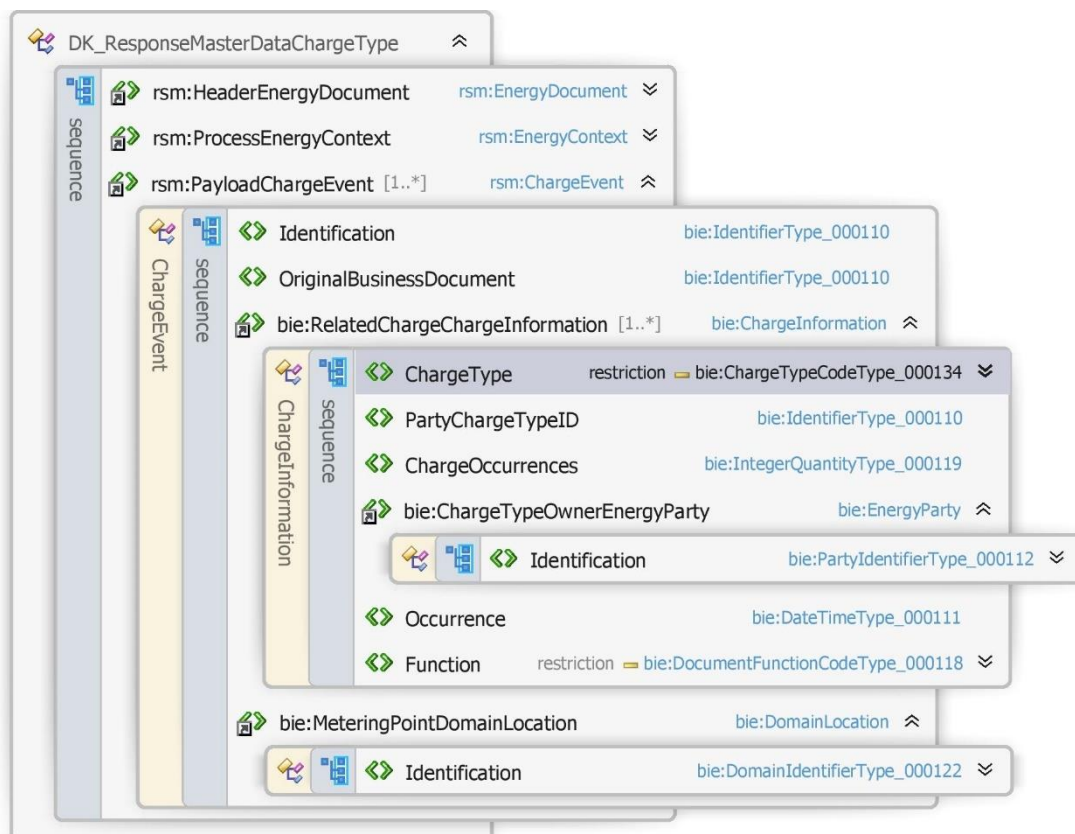 DK_ResponseMasterDataChargeType
sequence
rsm:HeaderEnergyDocument rsm:EnergyDocument
rsm:ProcessEnergyContext rsm:EnergyContext
rsm:PayloadChargeEvent [1..*] rsm:ChargeEvent
ChargeEvent
sequence
Identification bie:IdentifierType_000110
OriginalBusinessDocument bie:IdentifierType_000110
bie:RelatedChargeChargeInformation [1..*] bie:ChargeInformation
ChargeInformation
sequence
ChargeType restriction bie:ChargeTypeCodeType_000134
PartyChargeTypeID bie:IdentifierType_000110
ChargeOccurrences bie:IntegerQuantityType_000119
bie:ChargeTypeOwnerEnergyParty bie:EnergyParty
Identification bie:PartyIdentifierType_000112
Occurrence bie:DateTimeType_000111
Function restriction bie:DocumentFunctionCodeType_000118
bie:MeteringPointDomainLocation bie:DomainLocation
Identification bie:DomainIdentifierType_000122